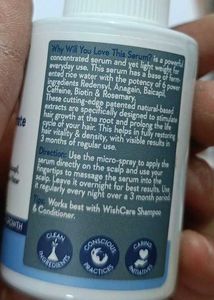 Why Will You Love This Serum? is a powerful
concentrated serum and yet light weight for
everyday use. This serum has a base of ferm-
ented rice water with the potency of 6 power
ingredients Redensyl, Anagain, Baicapil,
Caffeine, Biotin & Rosemary.
These cutting-edge patented natural-based
extracts are specifically designed to stimulate
hair growth at the root and prolong the life
cycle of your hair. This helps in fully restoring
hair vitality & density, with visible results in
3 months of regular use.
Direction: Use the micro-spray to apply the
serum directly on the scalp and use your
fingertips to massage the serum into the
scalp. Leave it overnight for best results. Use
it regularly every night over a 3 month period.
Tip: Works best with WishCare Shampoo
& Conditioner.
CLEAN
INGREDIENTS
CONSCIOUS
PRACTICES
CARING
INITIATIVES